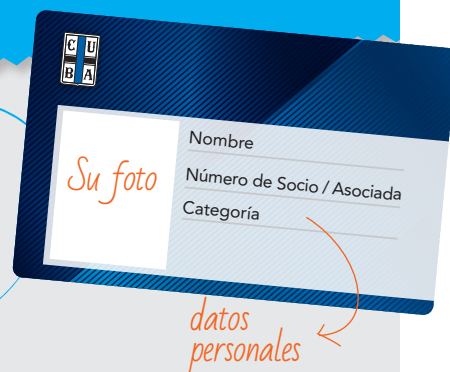 C U
B A
Nombre
Su foto
Número de Socio / Asociada
Categoría
datos
personales